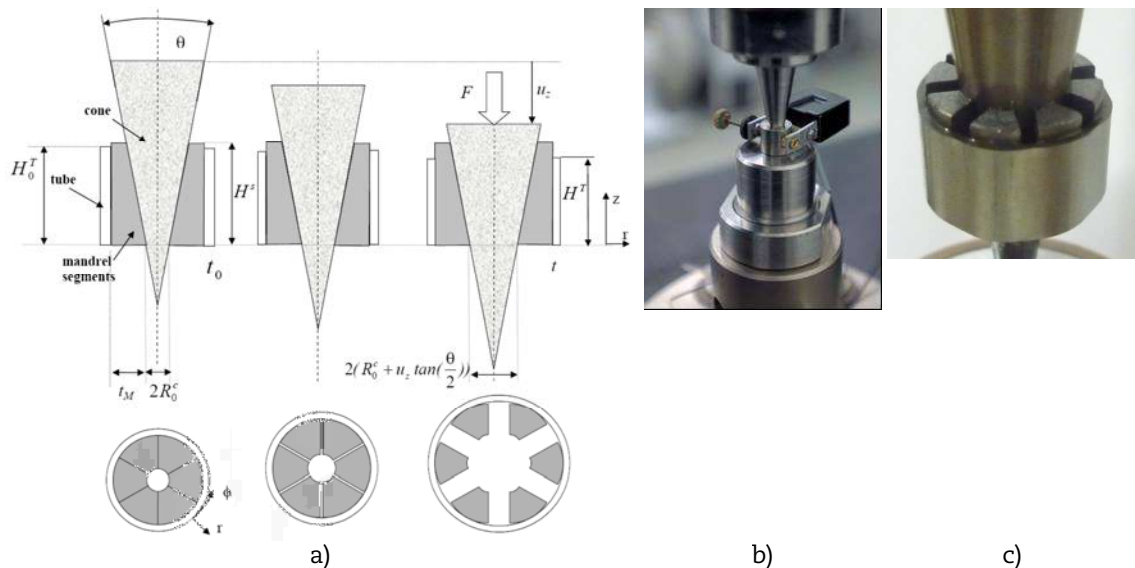 θ
cone
F
u_z
H_0^T
tube
H^s
H^T
z
r
mandrel
segments
t_0
t
t_M
2R_0^c
2(R_0^c + u_z tan(θ/2))
ϕ
r
a)
b)
c)